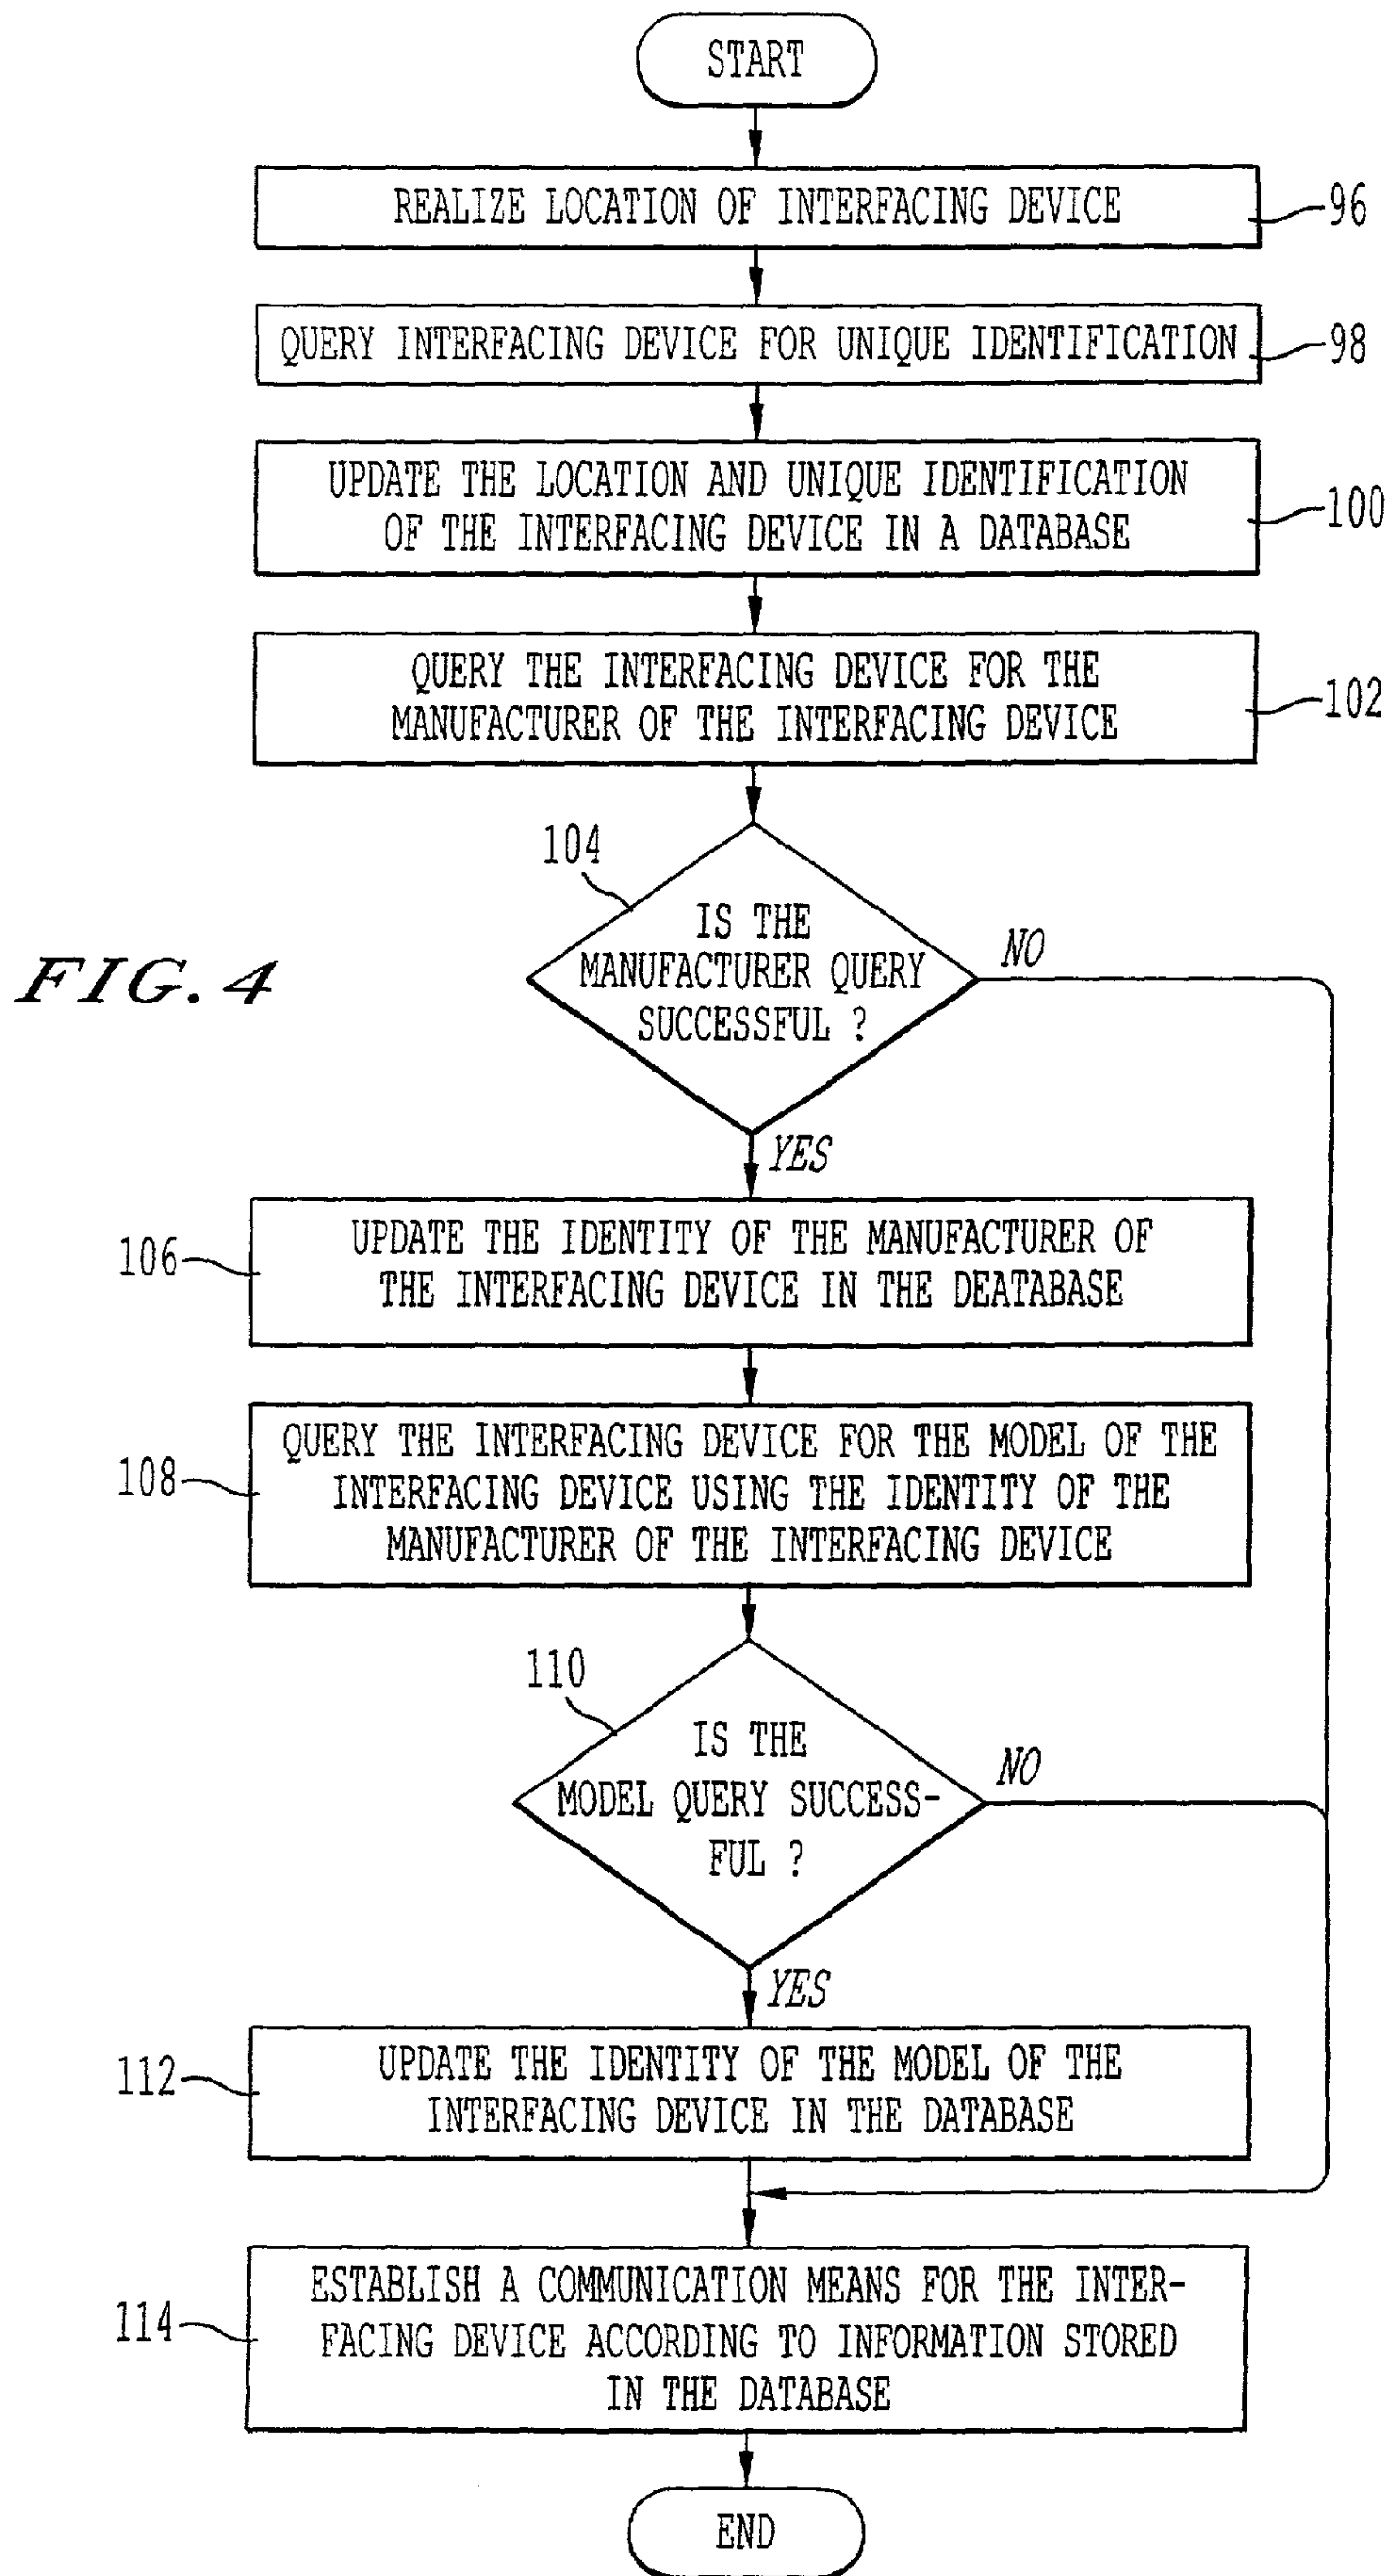 START
REALIZE LOCATION OF INTERFACING DEVICE
96
QUERY INTERFACING DEVICE FOR UNIQUE IDENTIFICATION
98
UPDATE THE LOCATION AND UNIQUE IDENTIFICATION
OF THE INTERFACING DEVICE IN A DATABASE
100
QUERY THE INTERFACING DEVICE FOR THE
MANUFACTURER OF THE INTERFACING DEVICE
102
104
IS THE
MANUFACTURER QUERY
SUCCESSFUL ?
NO
FIG. 4
YES
106
UPDATE THE IDENTITY OF THE MANUFACTURER OF
THE INTERFACING DEVICE IN THE DEATABASE
108
QUERY THE INTERFACING DEVICE FOR THE MODEL OF THE
INTERFACING DEVICE USING THE IDENTITY OF THE
MANUFACTURER OF THE INTERFACING DEVICE
110
IS THE
MODEL QUERY SUCCESS-
FUL ?
NO
YES
112
UPDATE THE IDENTITY OF THE MODEL OF THE
INTERFACING DEVICE IN THE DATABASE
114
ESTABLISH A COMMUNICATION MEANS FOR THE INTER-
FACING DEVICE ACCORDING TO INFORMATION STORED
IN THE DATABASE
END